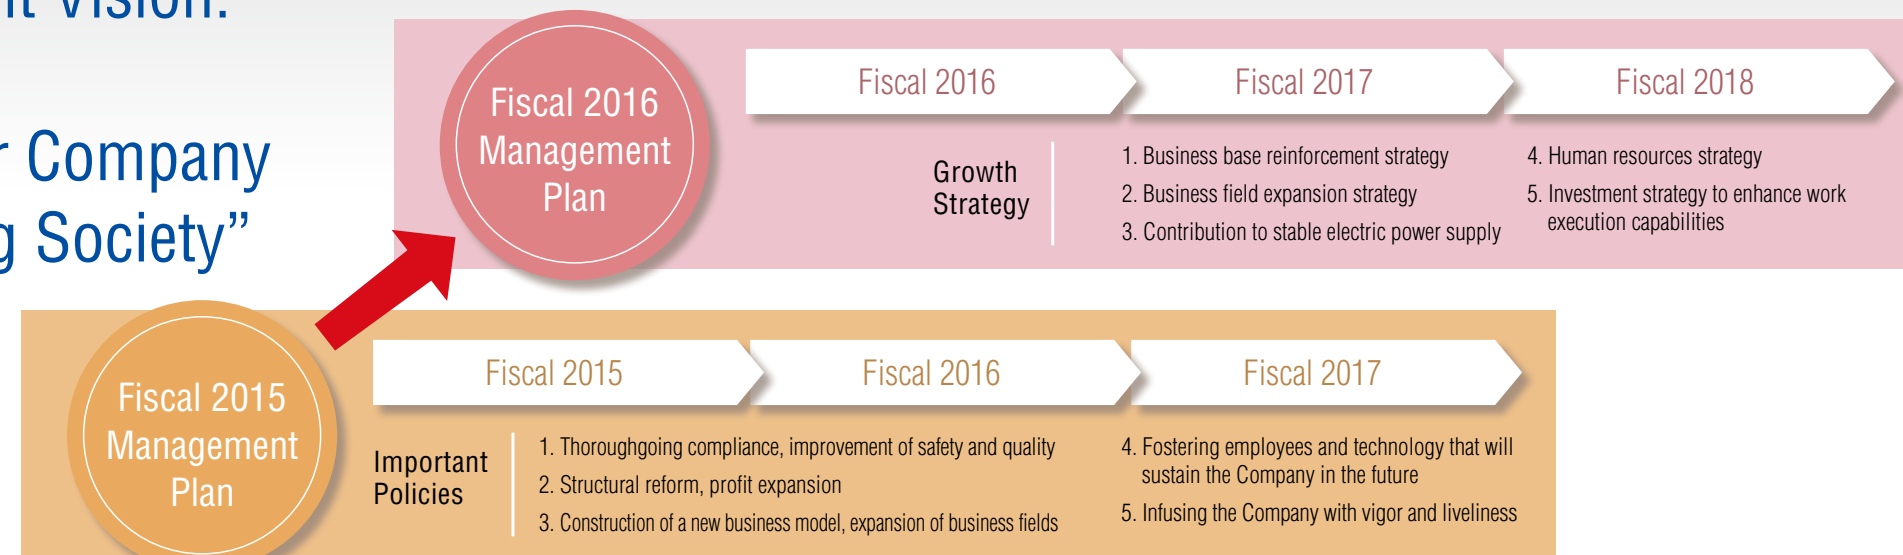 Vision:
Company
Society”
Fiscal 2016
Management
Plan
Fiscal 2016
Fiscal 2017
Fiscal 2018
Growth
Strategy
1. Business base reinforcement strategy
2. Business field expansion strategy
3. Contribution to stable electric power supply
4. Human resources strategy
5. Investment strategy to enhance work
execution capabilities
Fiscal 2015
Management
Plan
Fiscal 2015
Fiscal 2016
Fiscal 2017
Important
Policies
1. Thoroughgoing compliance, improvement of safety and quality
2. Structural reform, profit expansion
3. Construction of a new business model, expansion of business fields
4. Fostering employees and technology that will
sustain the Company in the future
5. Infusing the Company with vigor and liveliness